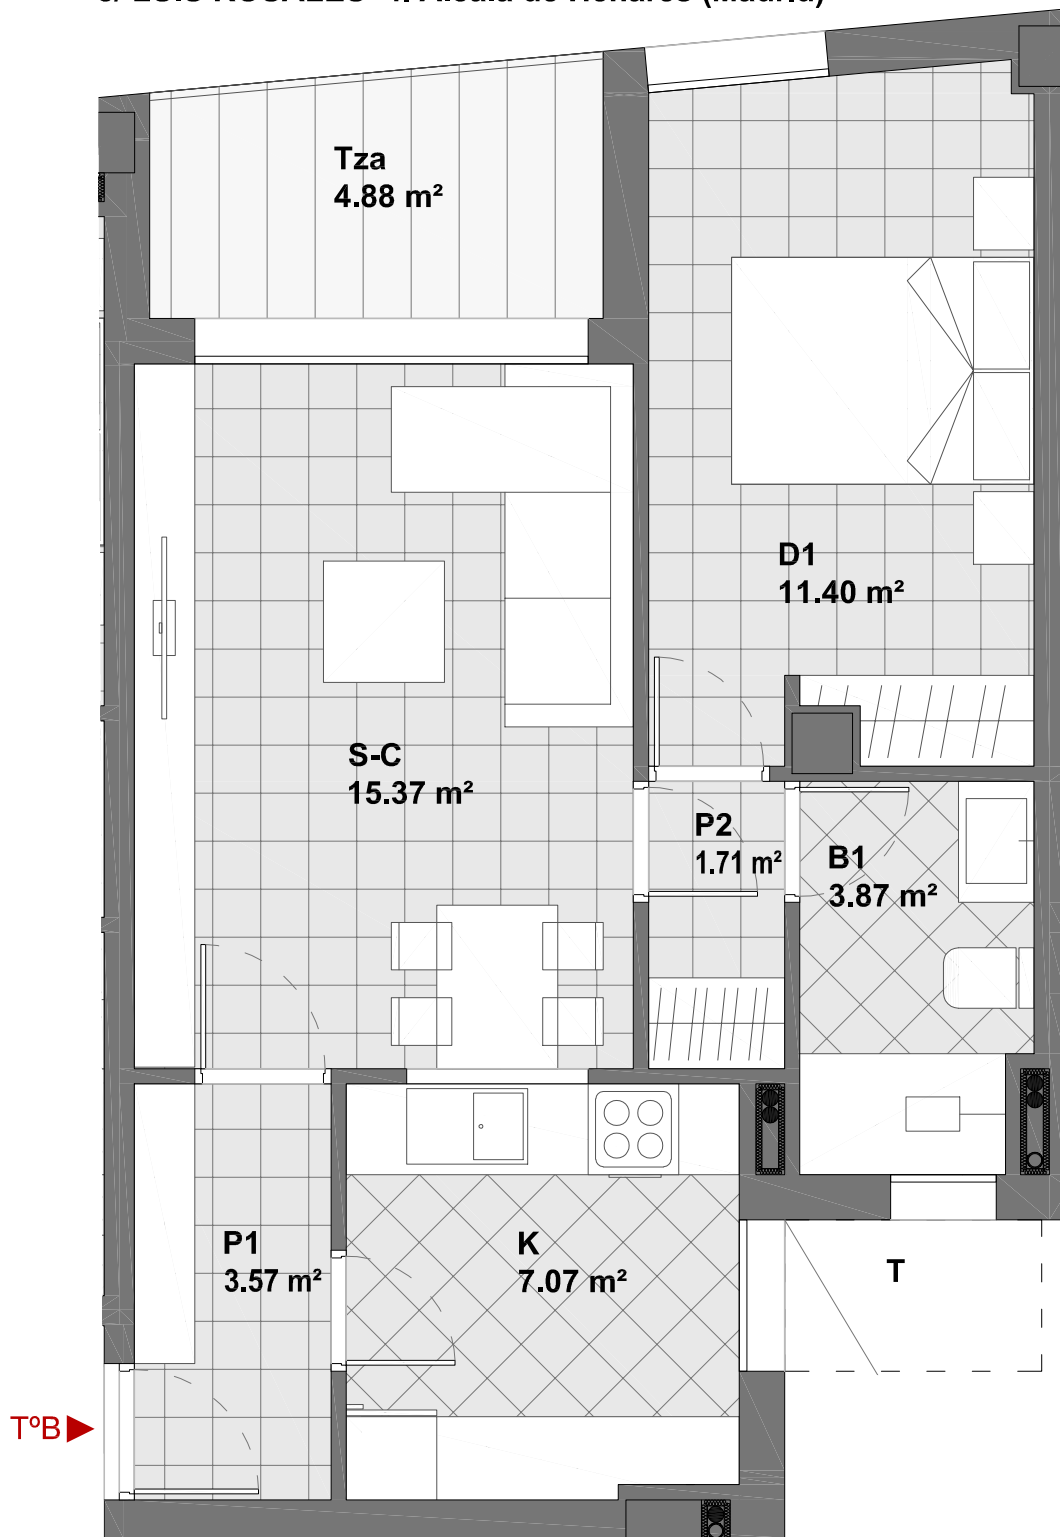 Tza
4.88 m²
D1
11.40 m²
S-C
15.37 m²
P2
1.71 m²
B1
3.87 m²
P1
3.57 m²
K
7.07 m²
T
TºB